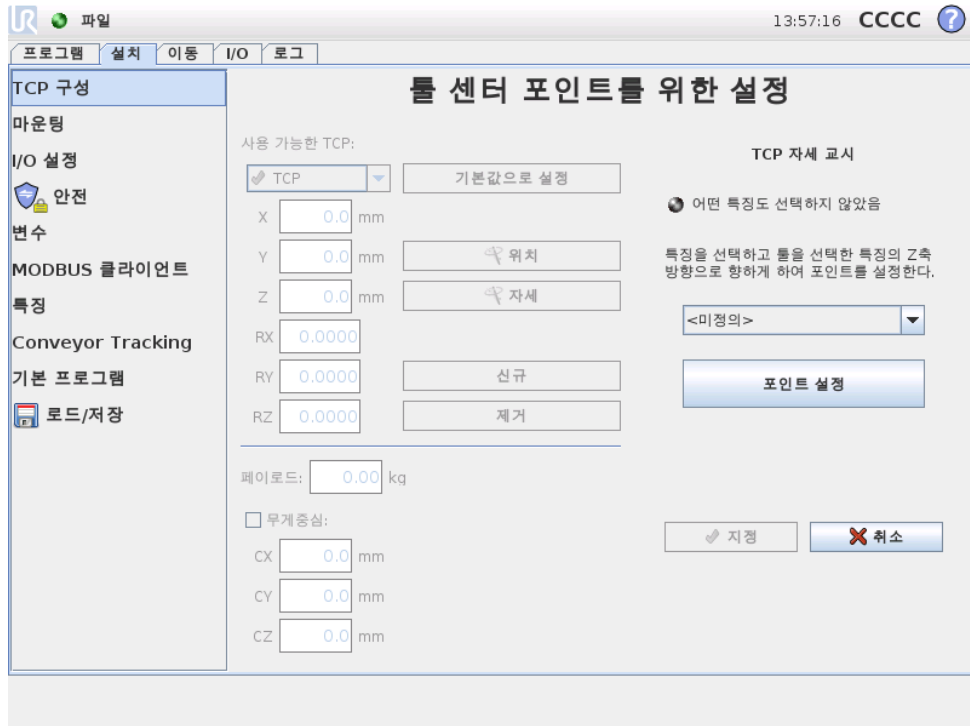 UR 파일 13:57:16 CCCC ?
프로그램 설치 이동 I/O 로그
TCP 구성
마운팅
I/O 설정
안전
변수
MODBUS 클라이언트
특징
Conveyor Tracking
기본 프로그램
로드/저장
툴 센터 포인트를 위한 설정
사용 가능한 TCP:
TCP 기본값으로 설정
X 0.0 mm
Y 0.0 mm 위치
Z 0.0 mm 자세
RX 0.0000
RY 0.0000 신규
RZ 0.0000 제거
페이로드: 0.00 kg
무게중심:
CX 0.0 mm
CY 0.0 mm
CZ 0.0 mm
TCP 자세 교시
어떤 특징도 선택하지 않았음
특징을 선택하고 툴을 선택한 특징의 Z축
방향으로 향하게 하여 포인트를 설정한다.
<미정의>
포인트 설정
지정 취소